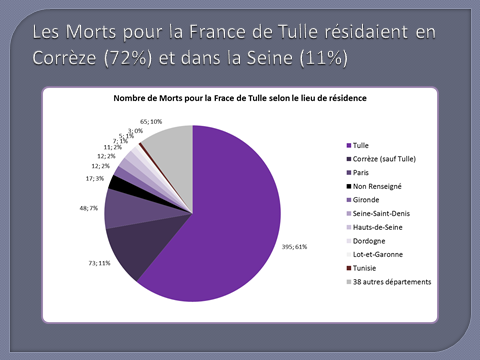 Les Morts pour la France de Tulle résidaient en
Corrèze (72%) et dans la Seine (11%)
Nombre de Morts pour la Frace de Tulle selon le lieu de résidence
65; 10%
3; 0%
5; 1%
7; 1%
11; 2%
12; 2%
12; 2%
17; 3%
48; 7%
73; 11%
395; 61%
Tulle
Corrèze (sauf Tulle)
Paris
Non Renseigné
Gironde
Seine-Saint-Denis
Hauts-de-Seine
Dordogne
Lot-et-Garonne
Tunisie
38 autres départements